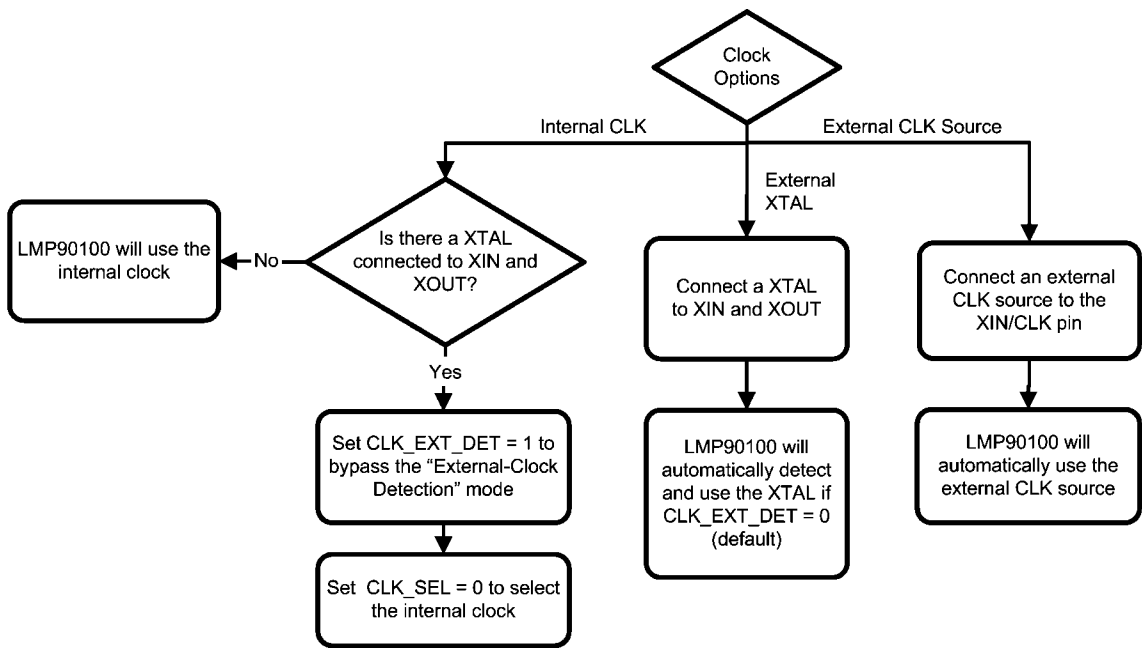 Clock
Options
Internal CLK
External CLK Source
External
XTAL
LMP90100 will use the
internal clock
No
Is there a XTAL
connected to XIN and
XOUT?
Connect a XTAL
to XIN and XOUT
Connect an external
CLK source to the
XIN/CLK pin
Yes
Set CLK_EXT_DET = 1 to
bypass the “External-Clock
Detection” mode
LMP90100 will
automatically detect
and use the XTAL if
CLK_EXT_DET = 0
(default)
LMP90100 will
automatically use the
external CLK source
Set CLK_SEL = 0 to select
the internal clock